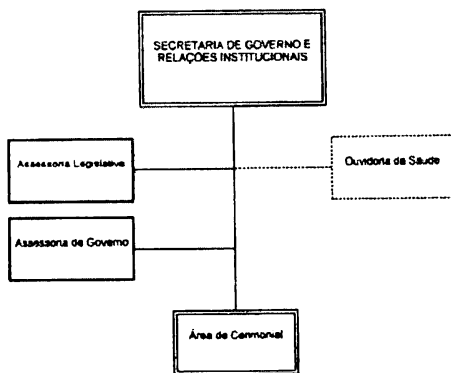 SECRETARIA DE GOVERNO E
RELAÇÕES INSTITUCIONAIS
Assessoria Legislativa
Ouvidoria da Saúde
Assessoria de Governo
Área de Cerimonial